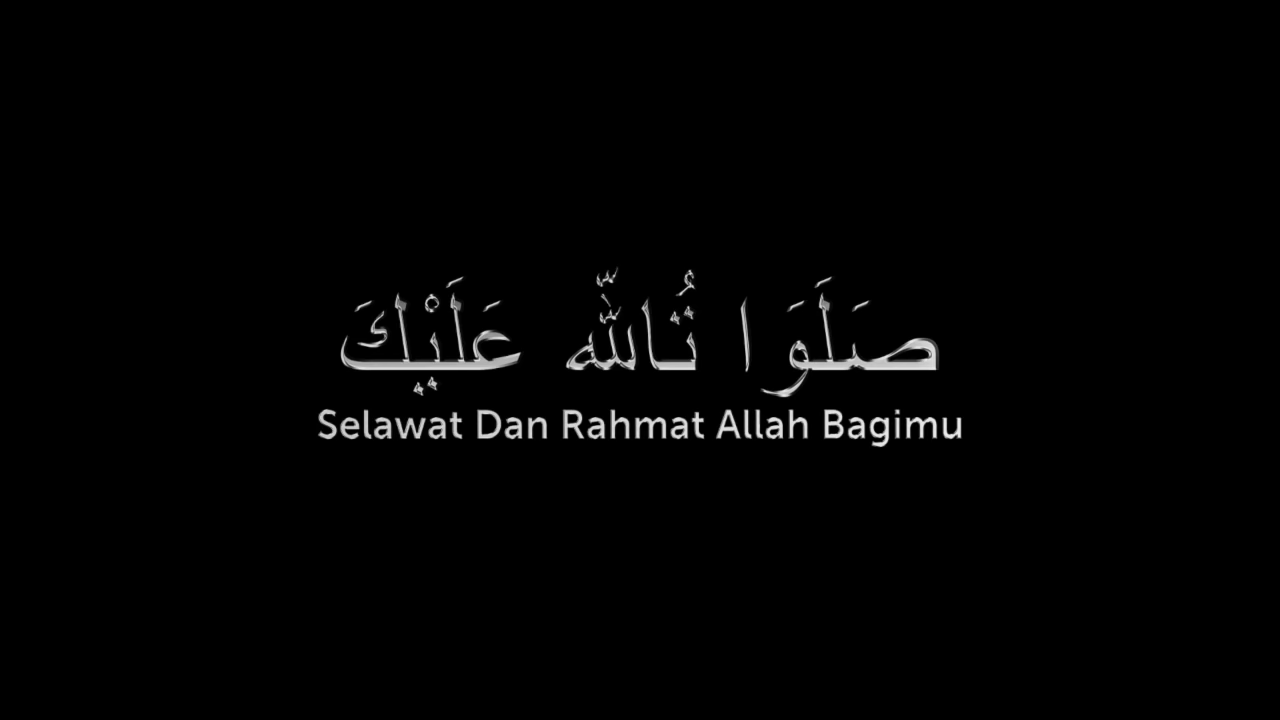 صَلَوَا تُاللّه عَلَيْكَ
Selawat Dan Rahmat Allah Bagimu